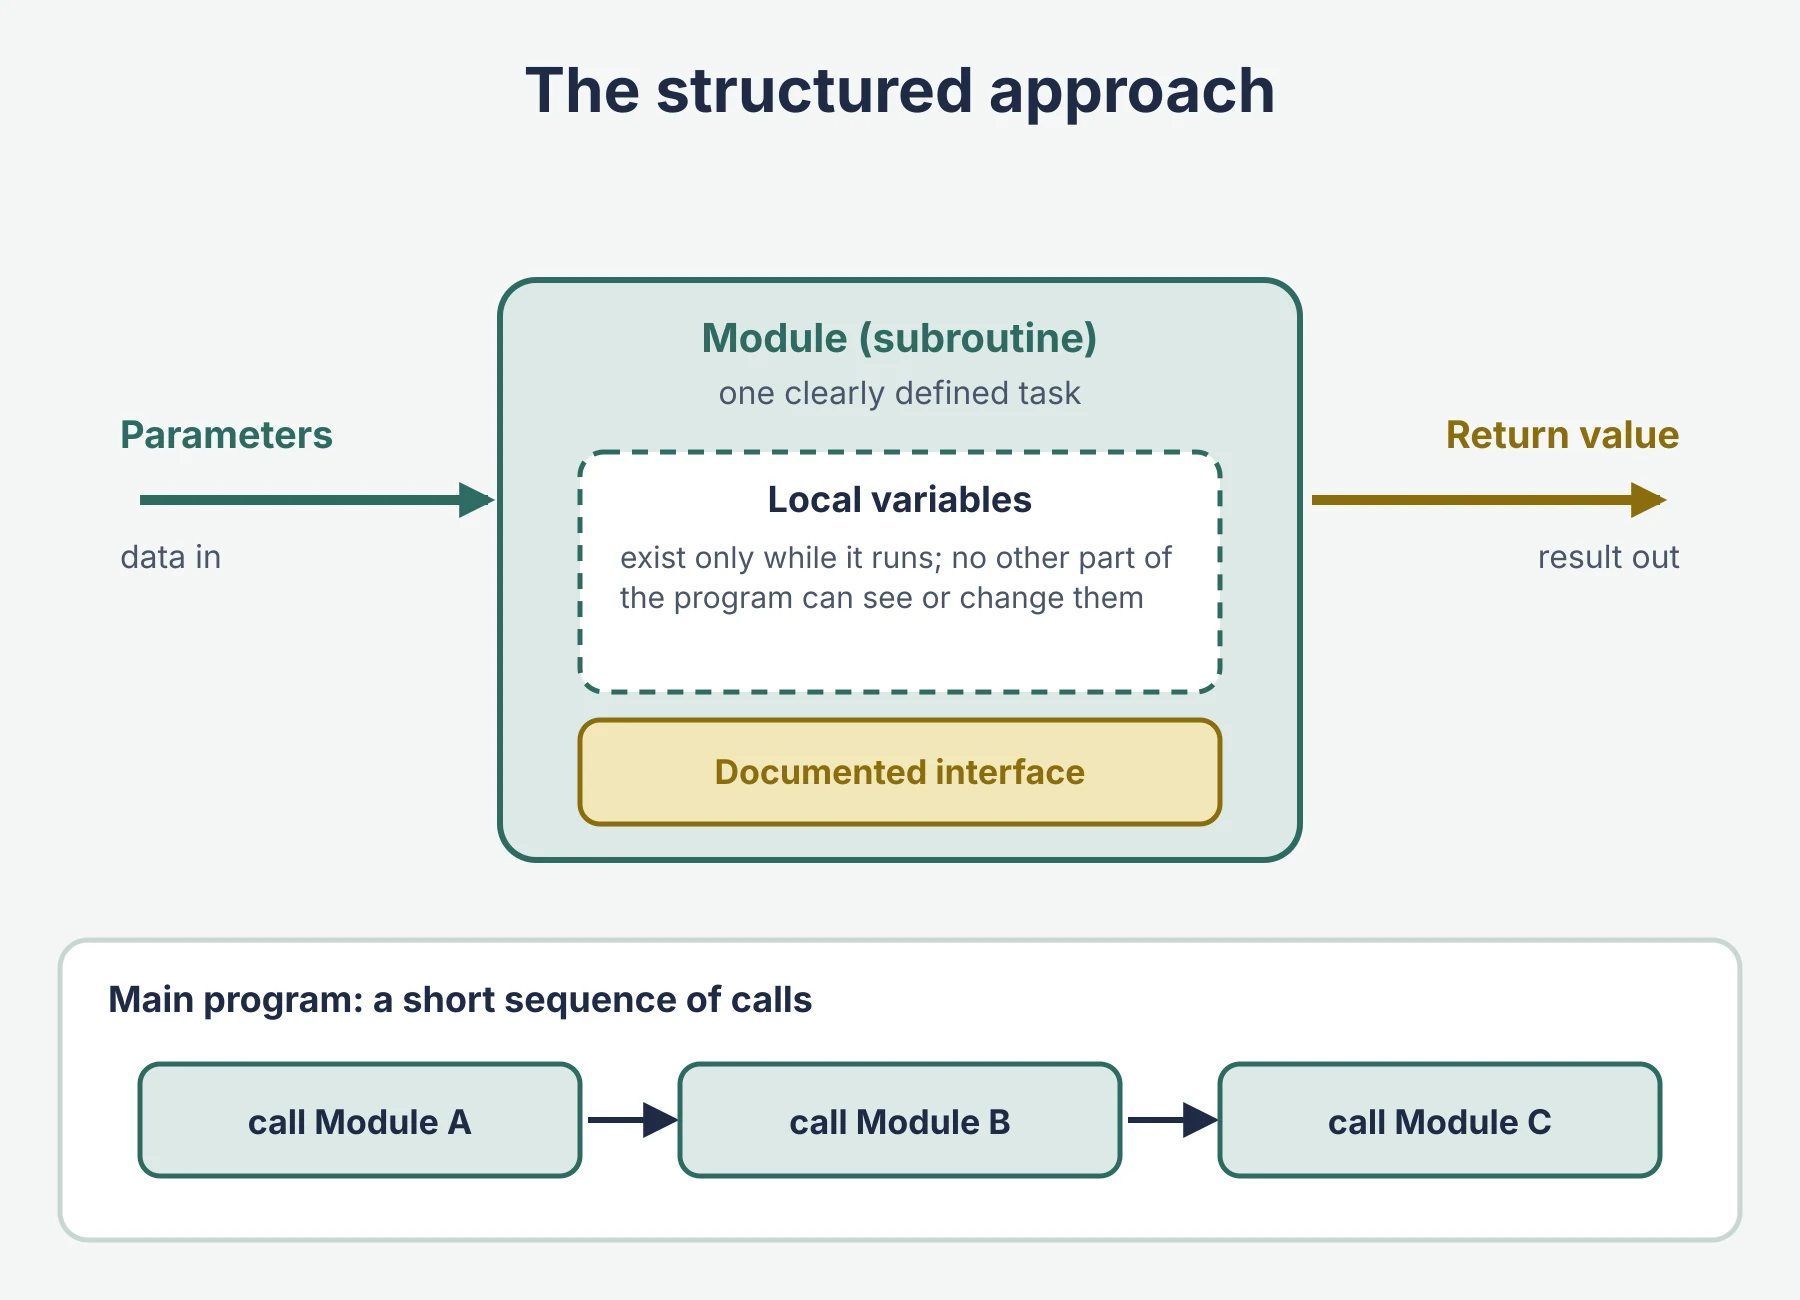 The structured approach
Module (subroutine)
one clearly defined task
Parameters
data in
Local variables
exist only while it runs; no other part of
the program can see or change them
Return value
result out
Documented interface
Main program: a short sequence of calls
call Module A
call Module B
call Module C